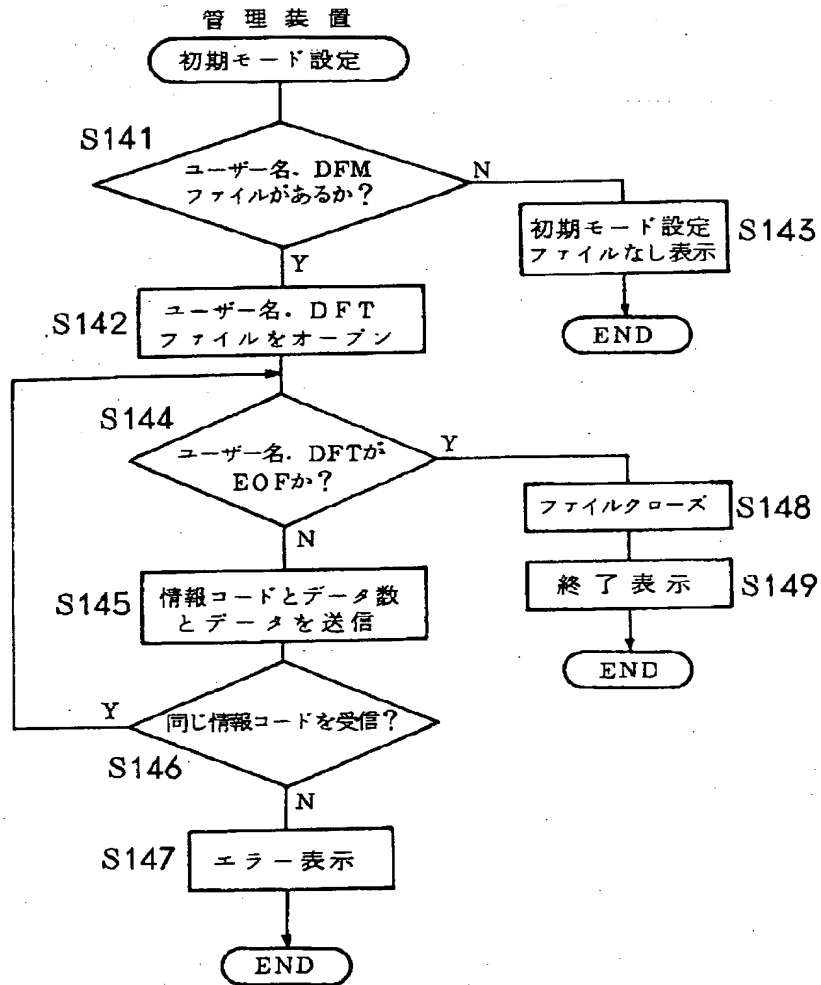 管理装置
初期モード設定
S141
ユーザー名．DFM
ファイルがあるか？
N
初期モード設定
ファイルなし表示
S143
END
Y
S142
ユーザー名．DFT
ファイルをオープン
S144
ユーザー名．DFTが
EOFか？
Y
ファイルクローズ
S148
N
終了表示
S149
END
S145
情報コードとデータ数
とデータを送信
Y
同じ情報コードを受信？
S146
N
S147
エラー表示
END